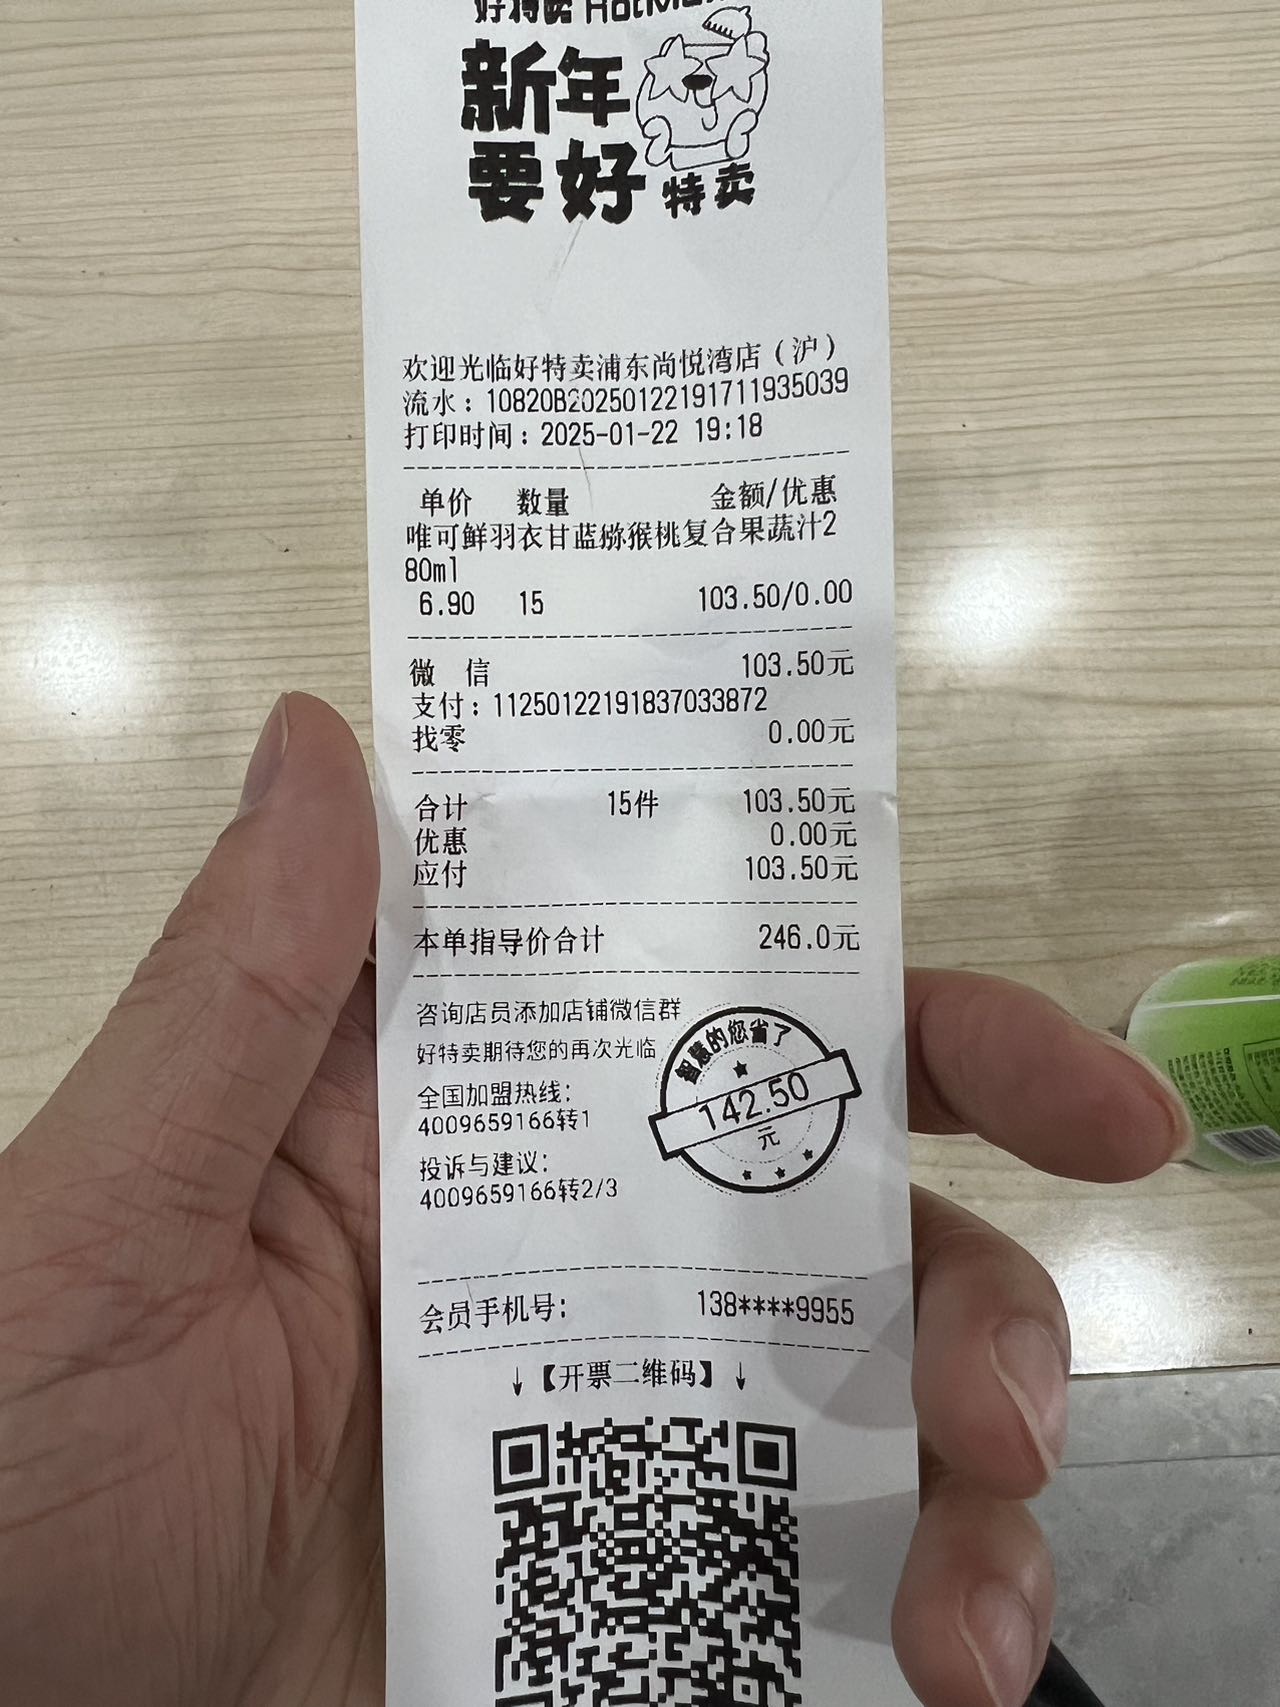 好特卖 HotMaxx
新年
要好特卖
欢迎光临好特卖浦东尚悦湾店（沪）
流水：10820B20250122191711935039
打印时间：2025-01-22 19:18
单价 数量 金额/优惠
唯可鲜羽衣甘蓝猕猴桃复合果蔬汁2
80ml
6.90 15 103.50/0.00
微 信 103.50元
支付：11250122191837033872
找零 0.00元
合计 15件 103.50元
优惠 0.00元
应付 103.50元
本单指导价合计 246.0元
咨询店员添加店铺微信群
好特卖期待您的再次光临
全国加盟热线：
4009659166转1
投诉与建议：
4009659166转2/3
智慧的您省了
142.50
元
会员手机号： 138****9955
↓【开票二维码】↓